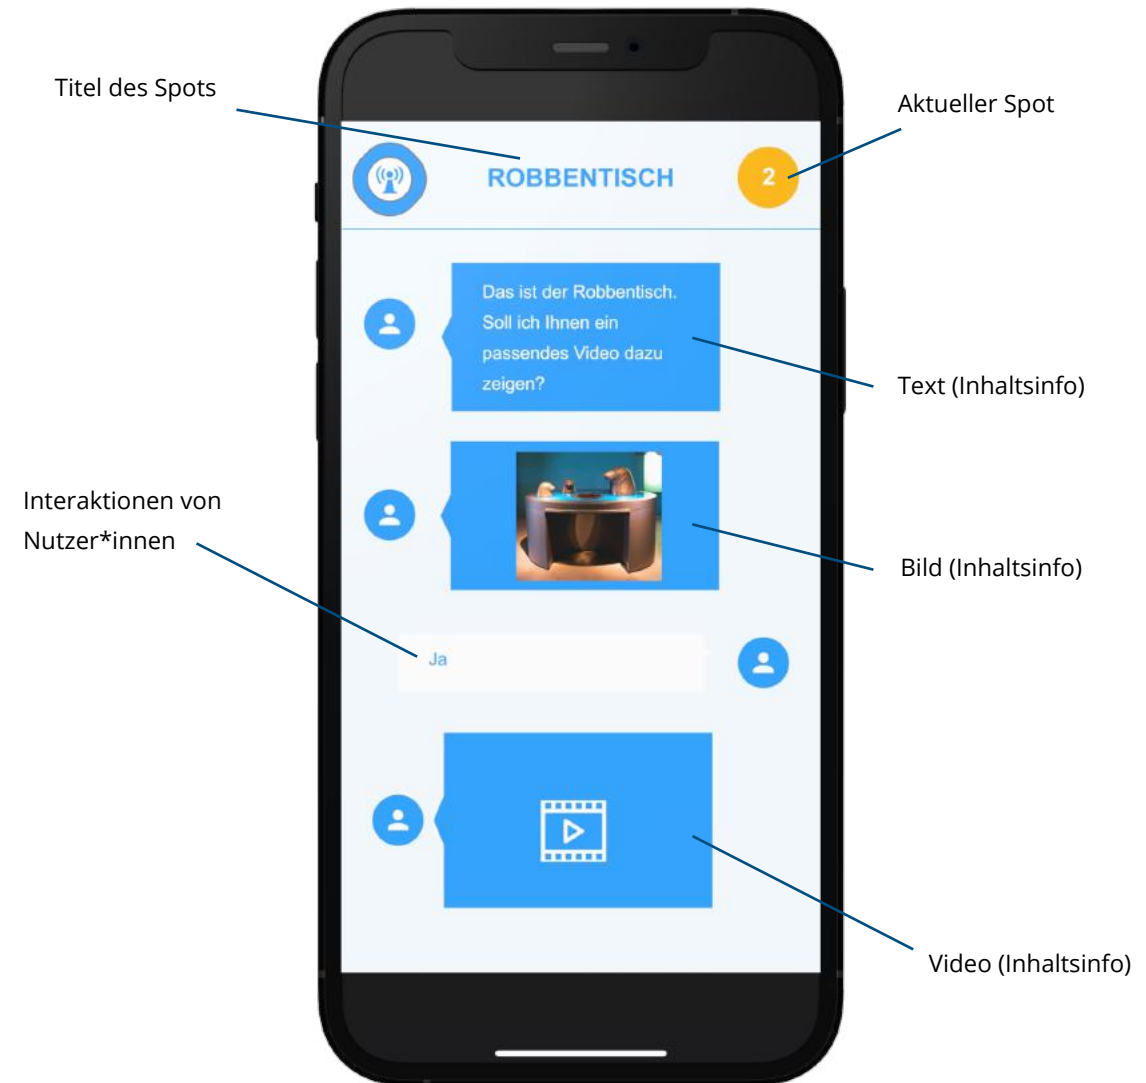 Titel des Spots
Aktueller Spot
ROBBENTISCH
2
Das ist der Robbentisch.
Soll ich Ihnen ein
passendes Video dazu
zeigen?
Text (Inhaltsinfo)
Interaktionen von
Nutzer*innen
Bild (Inhaltsinfo)
Ja
Video (Inhaltsinfo)